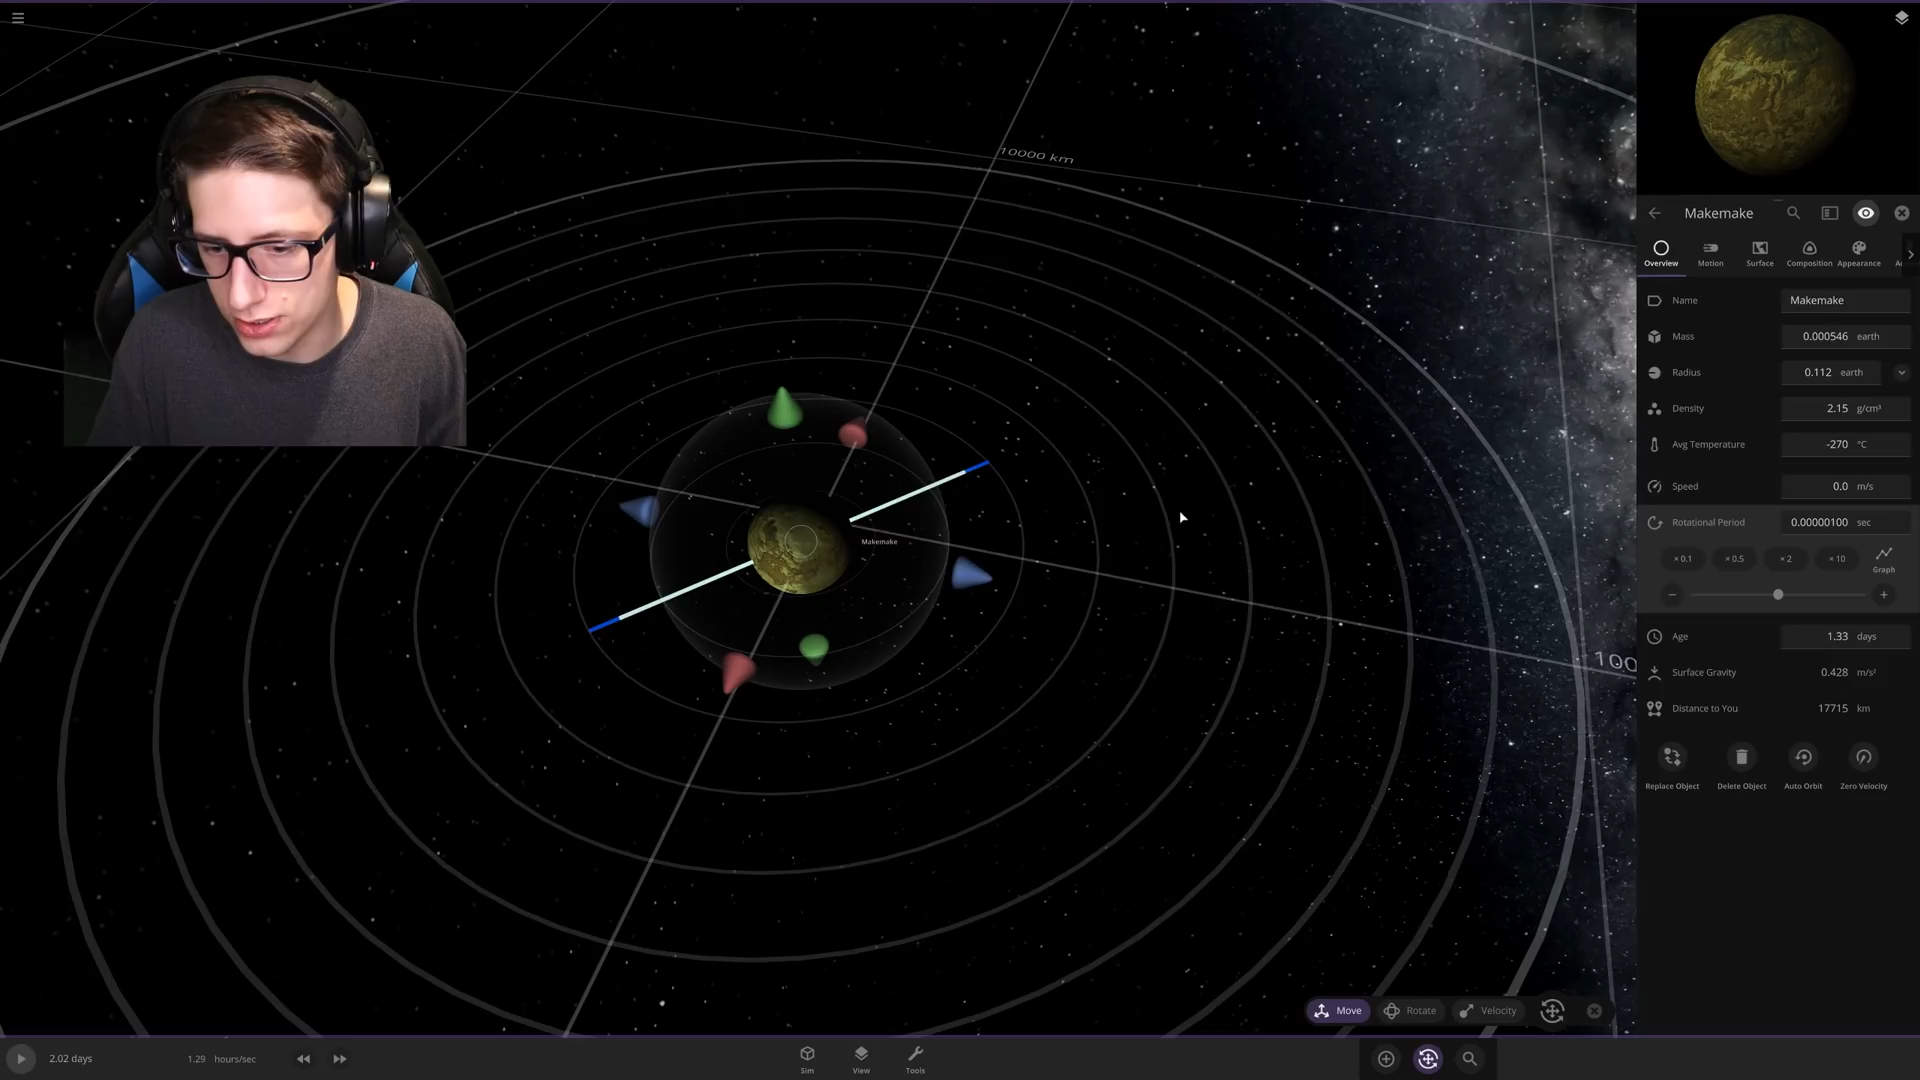 10000 km
100
Makemake
Makemake
Overview
Motion
Surface
Composition
Appearance
Name
Makemake
Mass
0.000546 earth
Radius
0.112 earth
Density
2.15 g/cm³
Avg Temperature
-270 °C
Speed
0.0 m/s
Rotational Period
0.00000100 sec
× 0.1
× 0.5
× 2
× 10
Graph
Age
1.33 days
Surface Gravity
0.428 m/s²
Distance to You
17715 km
Replace Object
Delete Object
Auto Orbit
Zero Velocity
Move
Rotate
Velocity
2.02 days
1.29 hours/sec
Sim
View
Tools